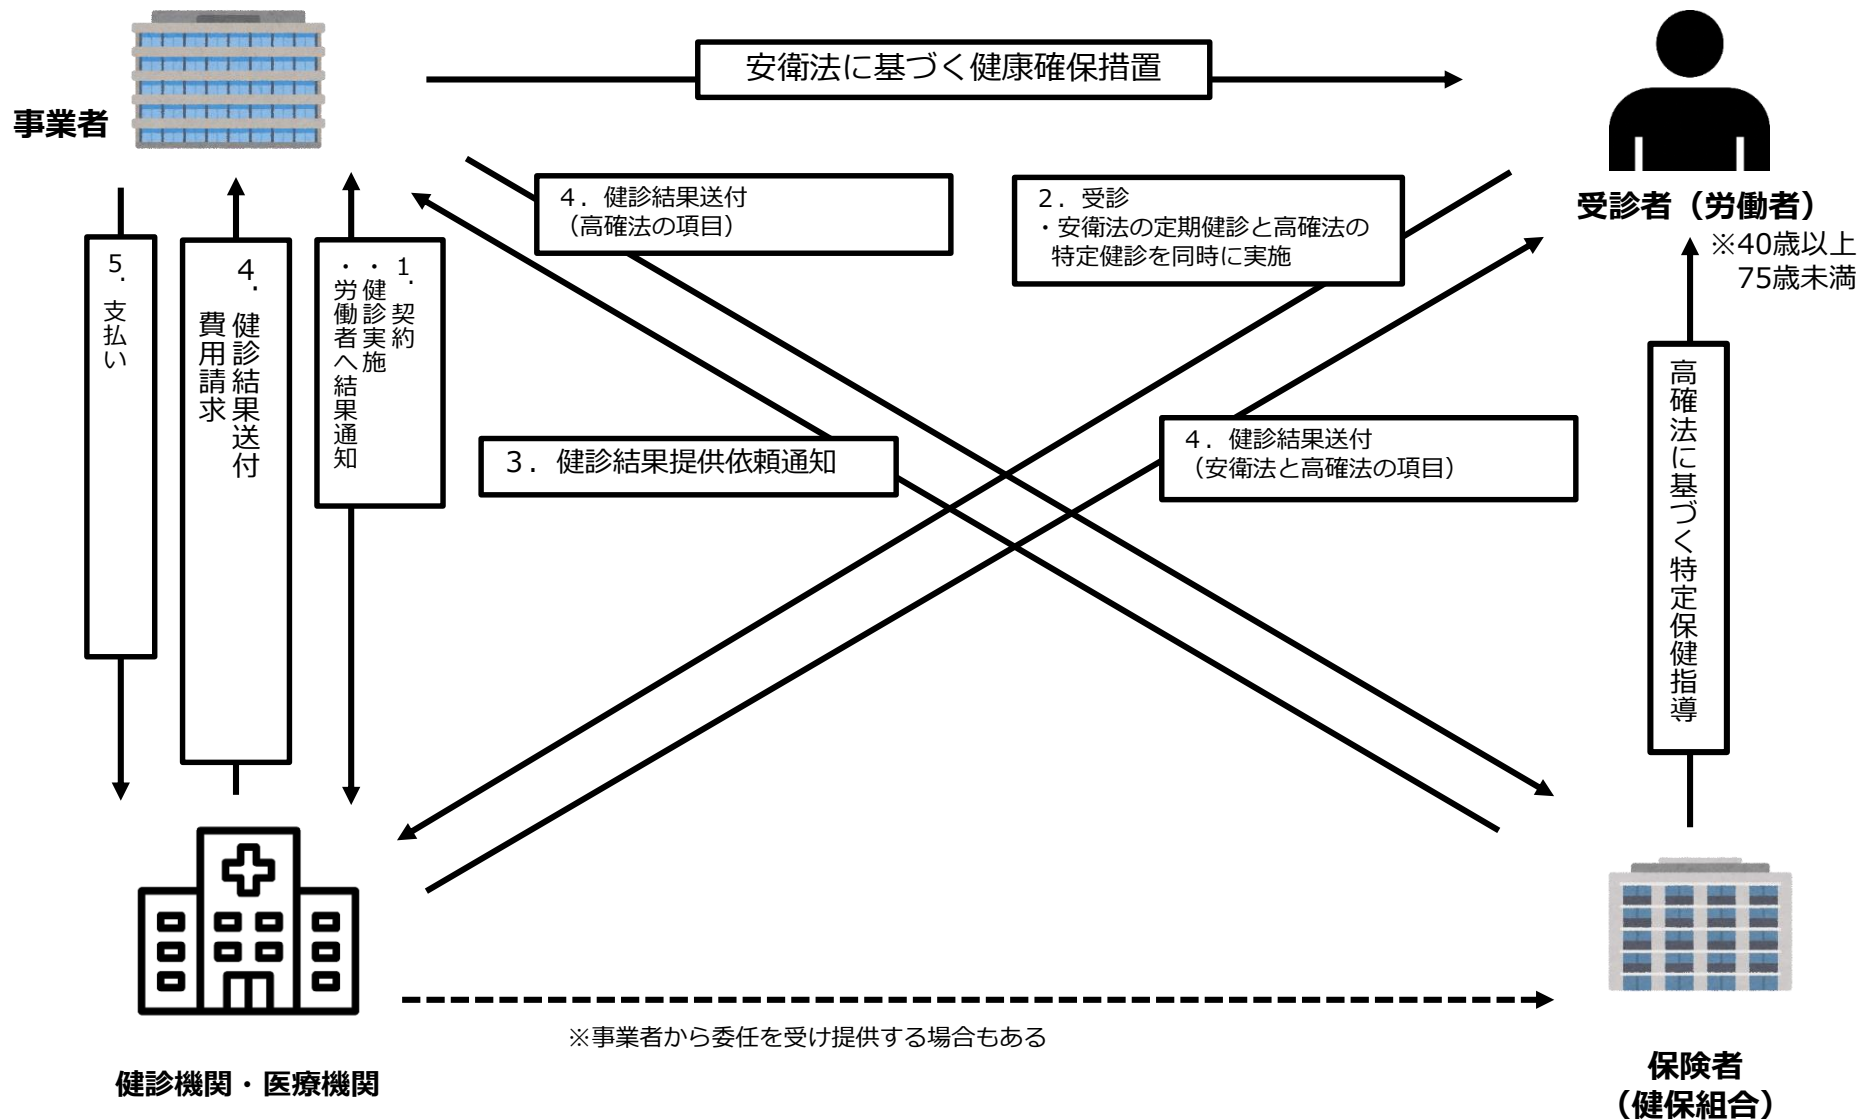 安衛法に基づく健康確保措置
事業者
４．健診結果送付
（高確法の項目）
２．受診
・安衛法の定期健診と高確法の
特定健診を同時に実施
受診者（労働者）
※40歳以上
75歳未満
５．支払い
４．健診結果送付
費用請求
１．契約
・健診実施
・労働者へ結果通知
３．健診結果提供依頼通知
４．健診結果送付
（安衛法と高確法の項目）
高確法に基づく特定保健指導
※事業者から委任を受け提供する場合もある
健診機関・医療機関
保険者
（健保組合）